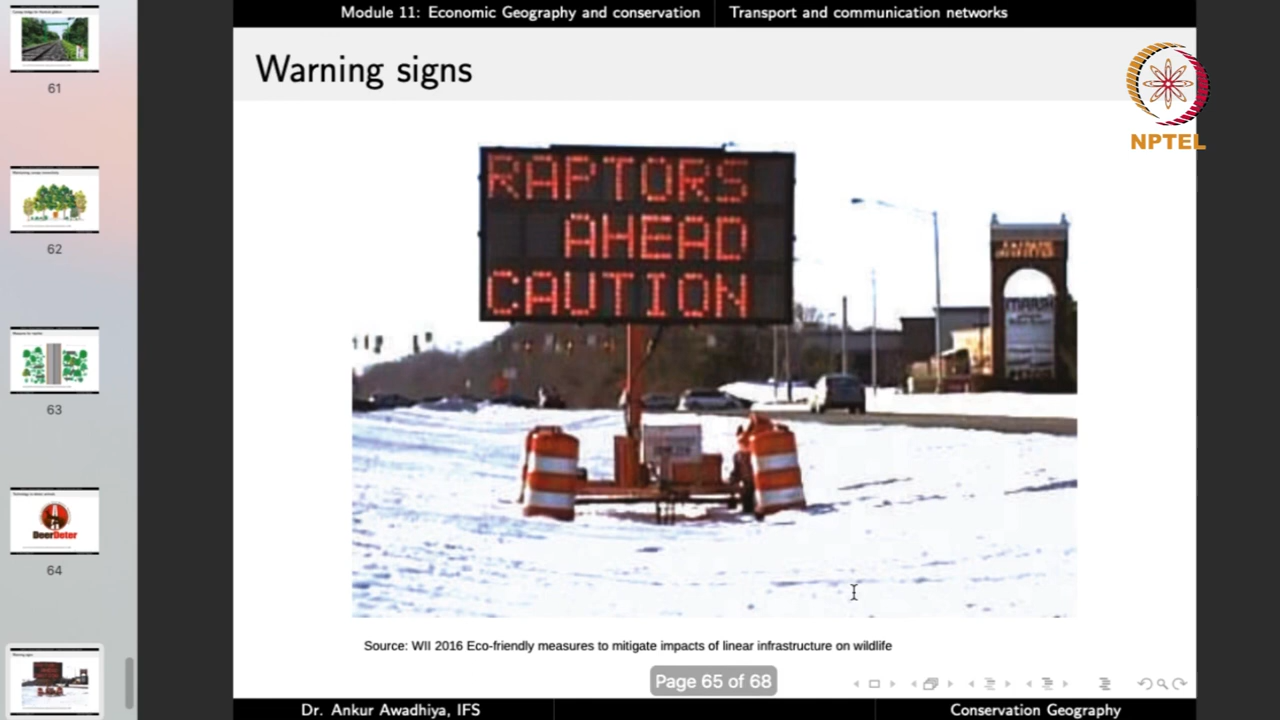 Module 11: Economic Geography and conservation
Transport and communication networks
Warning signs
NPTEL
RAPTORS
AHEAD
CAUTION
Source: WII 2016 Eco-friendly measures to mitigate impacts of linear infrastructure on wildlife
Page 65 of 68
Dr. Ankur Awadhiya, IFS
Conservation Geography
61
62
63
DeerDeter
64